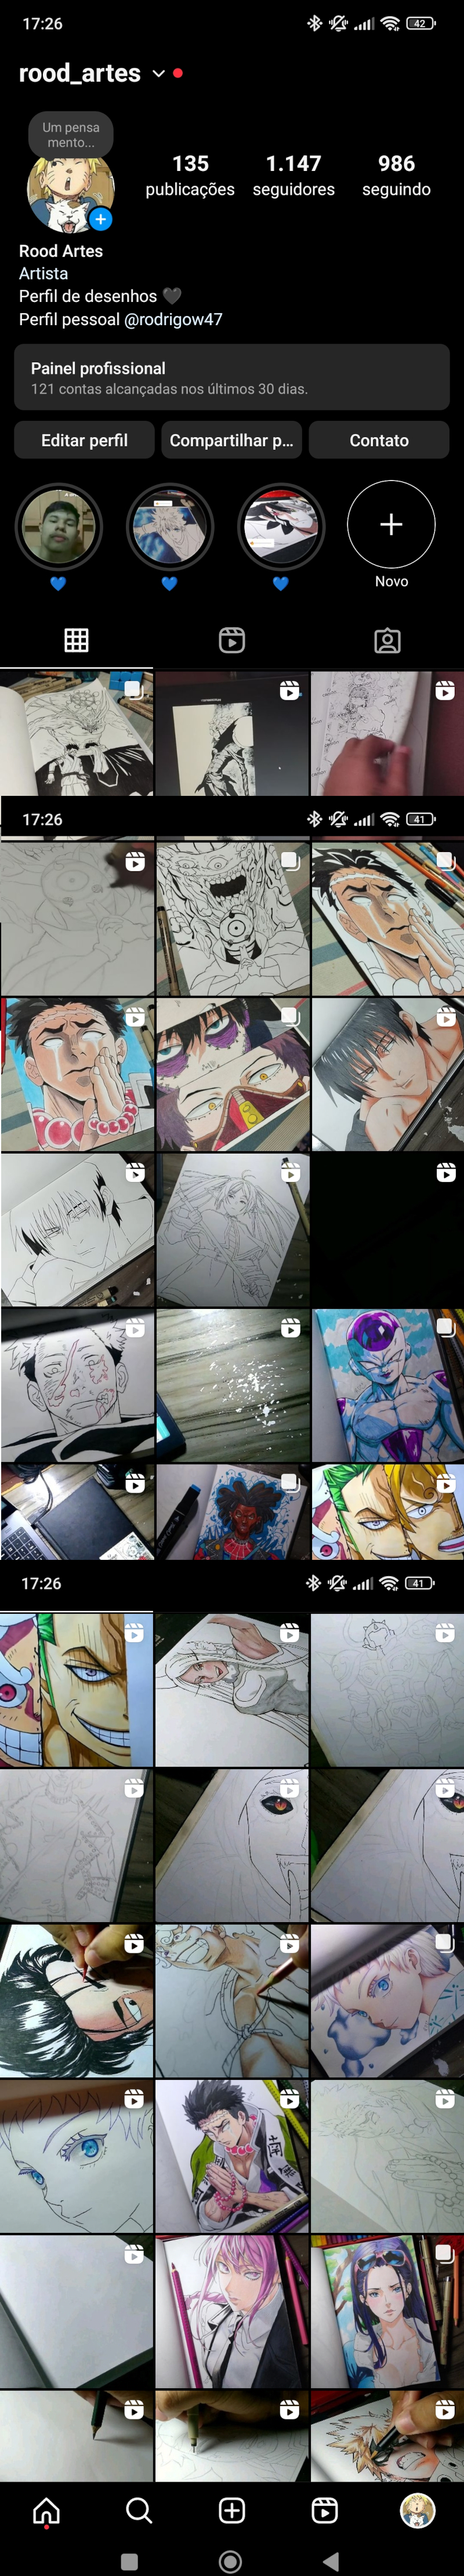 17:26
42
rood_artes
Um pensa
mento...
135
publicações
1.147
seguidores
986
seguindo
Rood Artes
Artista
Perfil de desenhos 🖤
Perfil pessoal @rodrigow47
Painel profissional
121 contas alcançadas nos últimos 30 dias.
Editar perfil
Compartilhar p...
Contato
💙
💙
💙
Novo
17:26
41
17:26
41